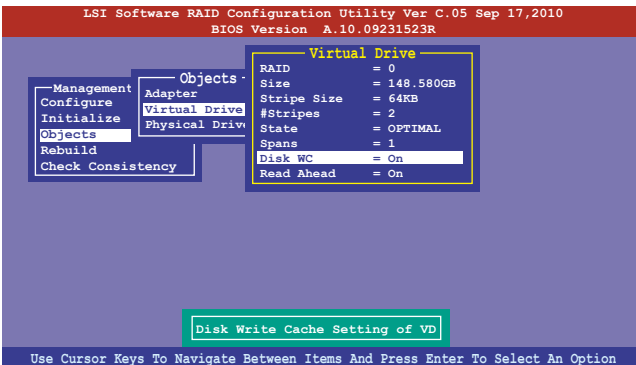 LSI Software RAID Configuration Utility Ver C.05 Sep 17,2010
BIOS Version A.10.09231523R
Management
Configure
Initialize
Objects
Rebuild
Check Consistency
Objects
Adapter
Virtual Drive
Physical Driv
Virtual Drive
RAID = 0
Size = 148.580GB
Stripe Size = 64KB
#Stripes = 2
State = OPTIMAL
Spans = 1
Disk WC = On
Read Ahead = On
Disk Write Cache Setting of VD
Use Cursor Keys To Navigate Between Items And Press Enter To Select An Option